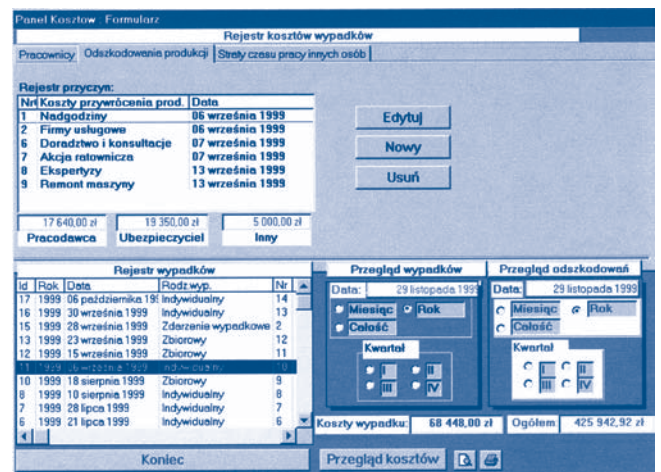 Panel Kosztow : Formularz
Rejestr kosztów wypadków
Pracownicy Odszkodowania produkcji Straty czasu pracy innych osób
Rejestr przyczyn:
Nr Koszty przywrócenia prod. Data
1 Nadgodziny 06 września 1999
2 Firmy usługowe 06 września 1999
6 Doradztwo i konsultacje 07 września 1999
7 Akcja ratownicza 07 września 1999
8 Ekspertyzy 13 września 1999
9 Remont maszyny 13 września 1999
Edytuj
Nowy
Usuń
17 640,00 zł 19 350,00 zł 5 000,00 zł
Pracodawca Ubezpieczyciel Inny
Rejestr wypadków
Id Rok Data Rodz.wyp. Nr
17 1999 06 października 199 Indywidualny 14
16 1999 30 września 1999 Indywidualny 13
15 1999 28 września 1999 Zdarzenie wypadkowe 2
13 1999 23 września 1999 Zbiorowy 12
12 1999 15 września 1999 Zbiorowy 11
11 1999 06 września 1999 Indywidualny 10
10 1999 18 sierpnia 1999 Zbiorowy 9
8 1999 10 sierpnia 1999 Indywidualny 8
7 1999 28 lipca 1999 Indywidualny 7
6 1999 21 lipca 1999 Indywidualny 6
Przegląd wypadków
Data: 29 listopada 1999
Miesiąc Rok
Całość
Kwartał
I II
III IV
Przegląd odszkodowań
Data: 29 listopada 1999
Miesiąc Rok
Całość
Kwartał
I II
III IV
Koszty wypadku: 68 448,00 zł Ogółem 425 942,92 zł
Koniec
Przegląd kosztów